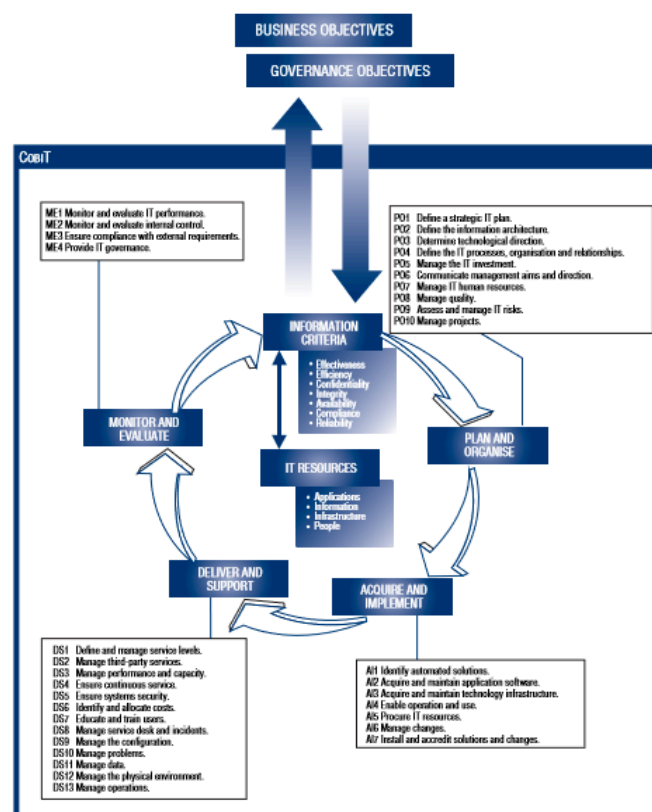 BUSINESS OBJECTIVES
GOVERNANCE OBJECTIVES
COBIT
ME1 Monitor and evaluate IT performance.
ME2 Monitor and evaluate internal control.
ME3 Ensure compliance with external requirements.
ME4 Provide IT governance.
PO1 Define a strategic IT plan.
PO2 Define the information architecture.
PO3 Determine technological direction.
PO4 Define the IT processes, organisation and relationships.
PO5 Manage the IT investment.
PO6 Communicate management aims and direction.
PO7 Manage IT human resources.
PO8 Manage quality.
PO9 Assess and manage IT risks.
PO10 Manage projects.
INFORMATION
CRITERIA
• Effectiveness
• Efficiency
• Confidentiality
• Integrity
• Availability
• Compliance
• Reliability
MONITOR AND
EVALUATE
PLAN AND
ORGANISE
IT RESOURCES
• Applications
• Information
• Infrastructure
• People
DELIVER AND
SUPPORT
ACQUIRE AND
IMPLEMENT
DS1 Define and manage service levels.
DS2 Manage third-party services.
DS3 Manage performance and capacity.
DS4 Ensure continuous service.
DS5 Ensure systems security.
DS6 Identify and allocate costs.
DS7 Educate and train users.
DS8 Manage service desk and incidents.
DS9 Manage the configuration.
DS10 Manage problems.
DS11 Manage data.
DS12 Manage the physical environment.
DS13 Manage operations.
AI1 Identify automated solutions.
AI2 Acquire and maintain application software.
AI3 Acquire and maintain technology infrastructure.
AI4 Enable operation and use.
AI5 Procure IT resources.
AI6 Manage changes.
AI7 Install and accredit solutions and changes.